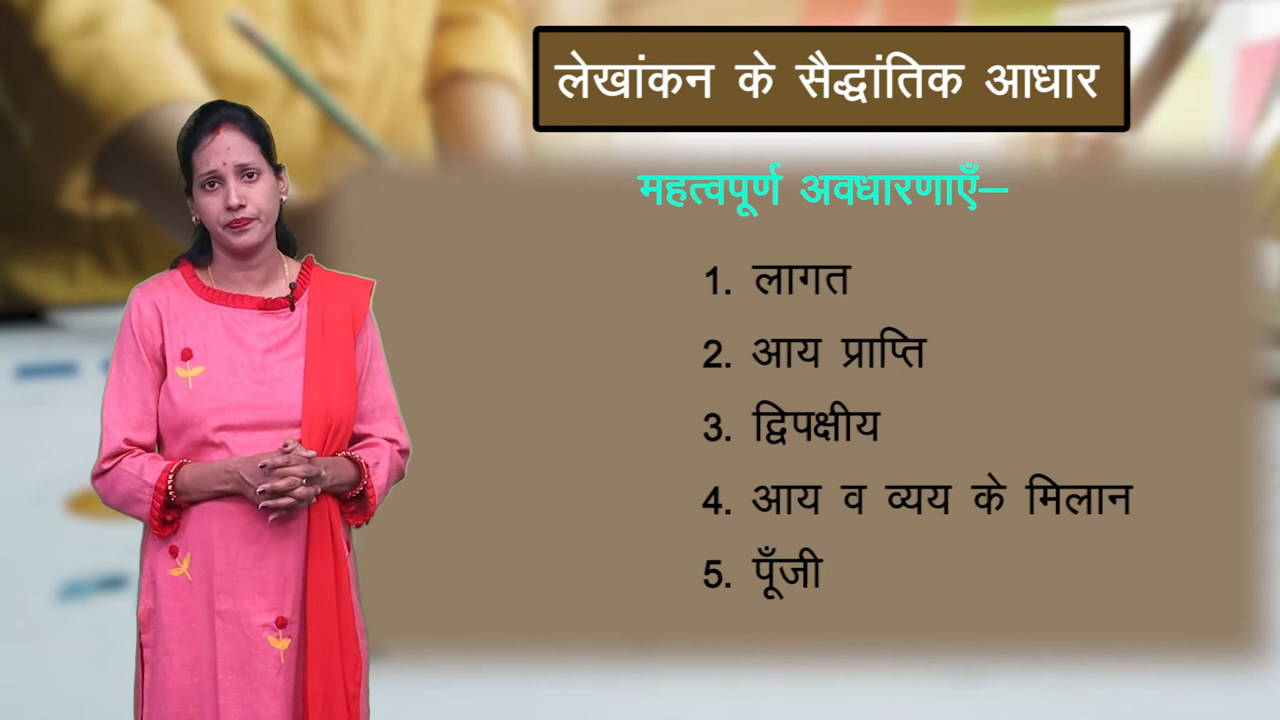 लेखांकन के सैद्धांतिक आधार
महत्वपूर्ण अवधारणाएँ–
1. लागत
2. आय प्राप्ति
3. द्विपक्षीय
4. आय व व्यय के मिलान
5. पूँजी